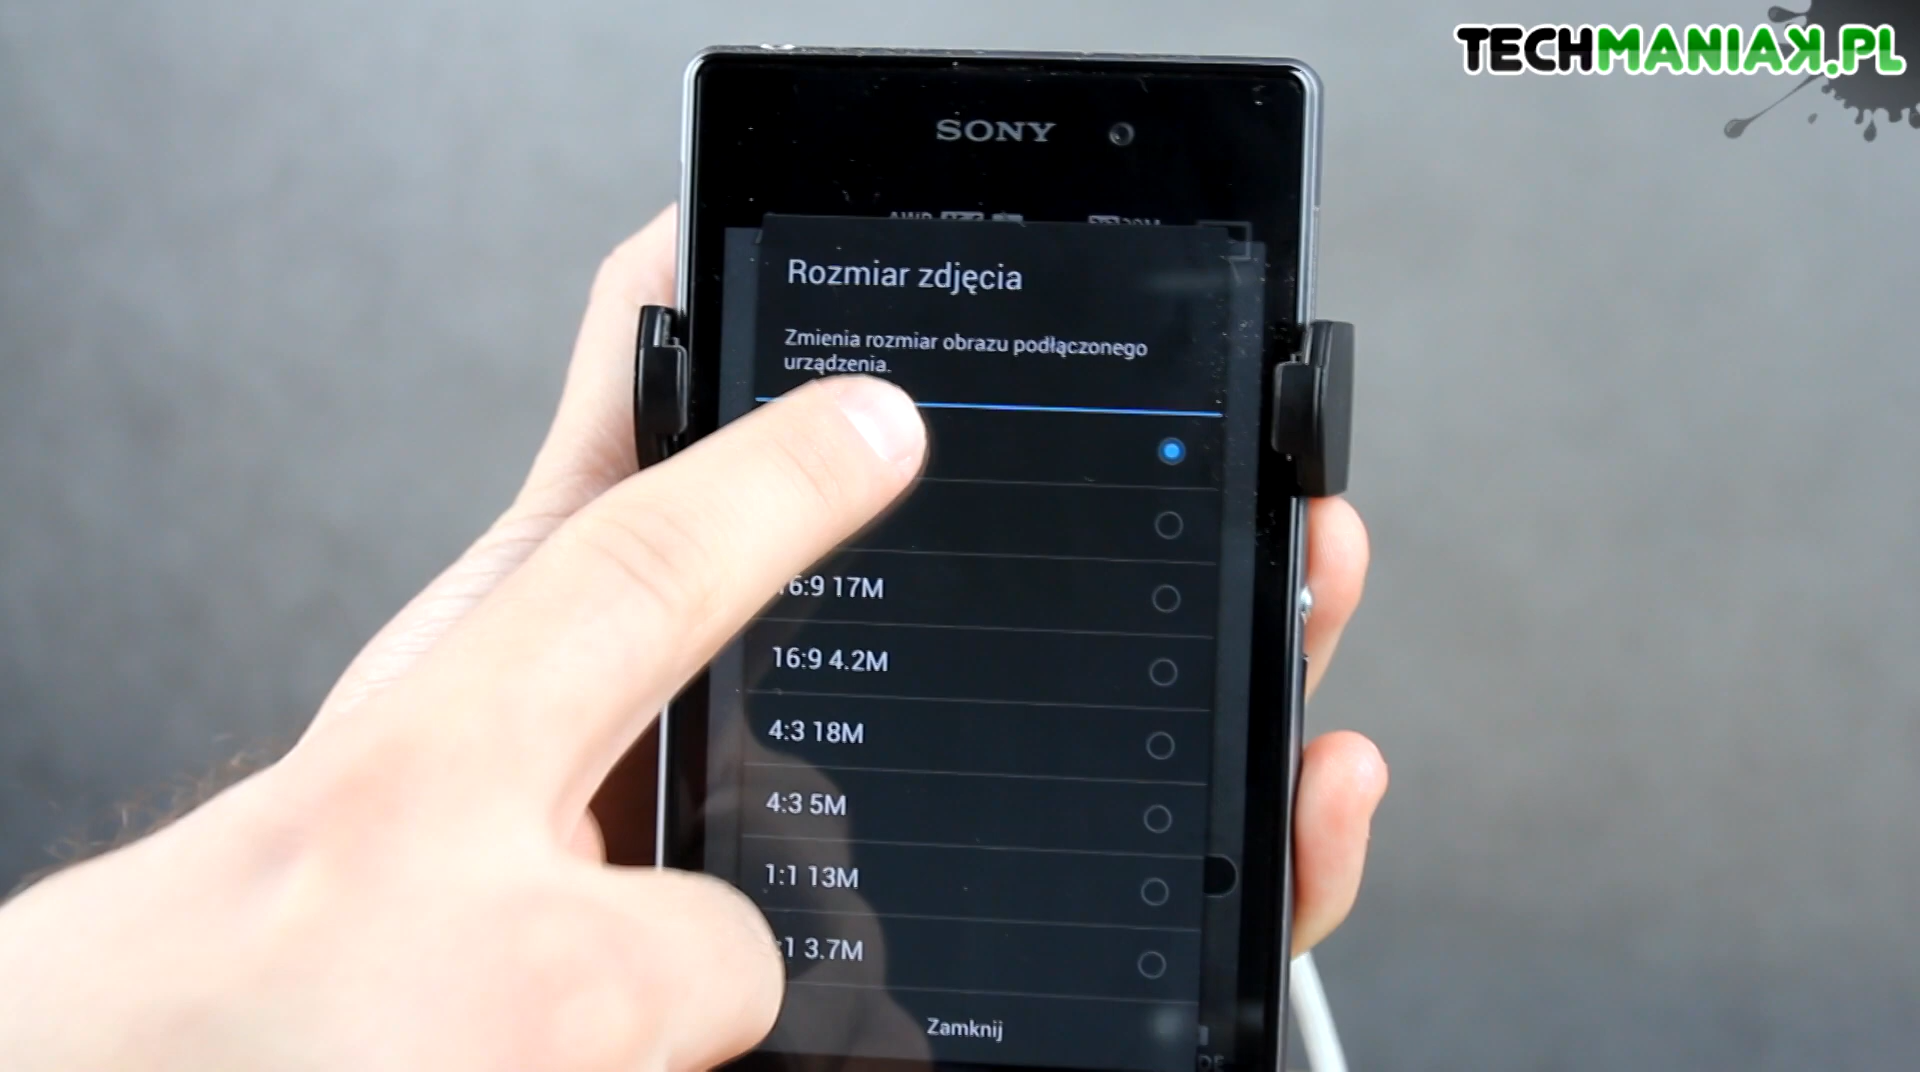 TECHMANIAK.PL
SONY
Rozmiar zdjęcia
Zmienia rozmiar obrazu podłączonego
urządzenia.
6:9 17M
16:9 4.2M
4:3 18M
4:3 5M
1:1 13M
:1 3.7M
Zamknij